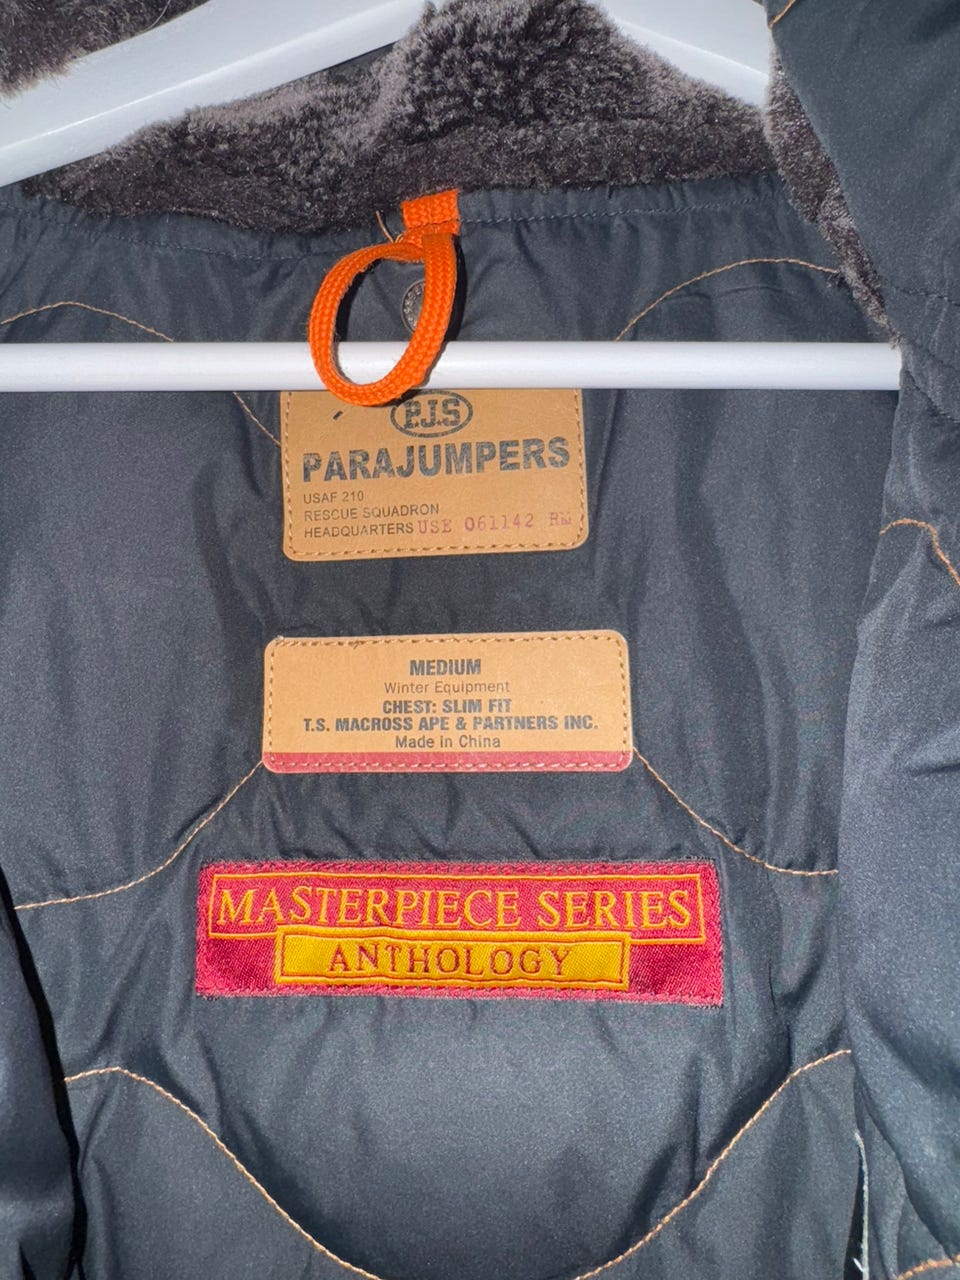 P.J.S
PARAJUMPERS
USAF 210
RESCUE SQUADRON
HEADQUARTERS USE 061142 RW
MEDIUM
Winter Equipment
CHEST: SLIM FIT
T.S. MACROSS APE & PARTNERS INC.
Made in China
MASTERPIECE SERIES
ANTHOLOGY